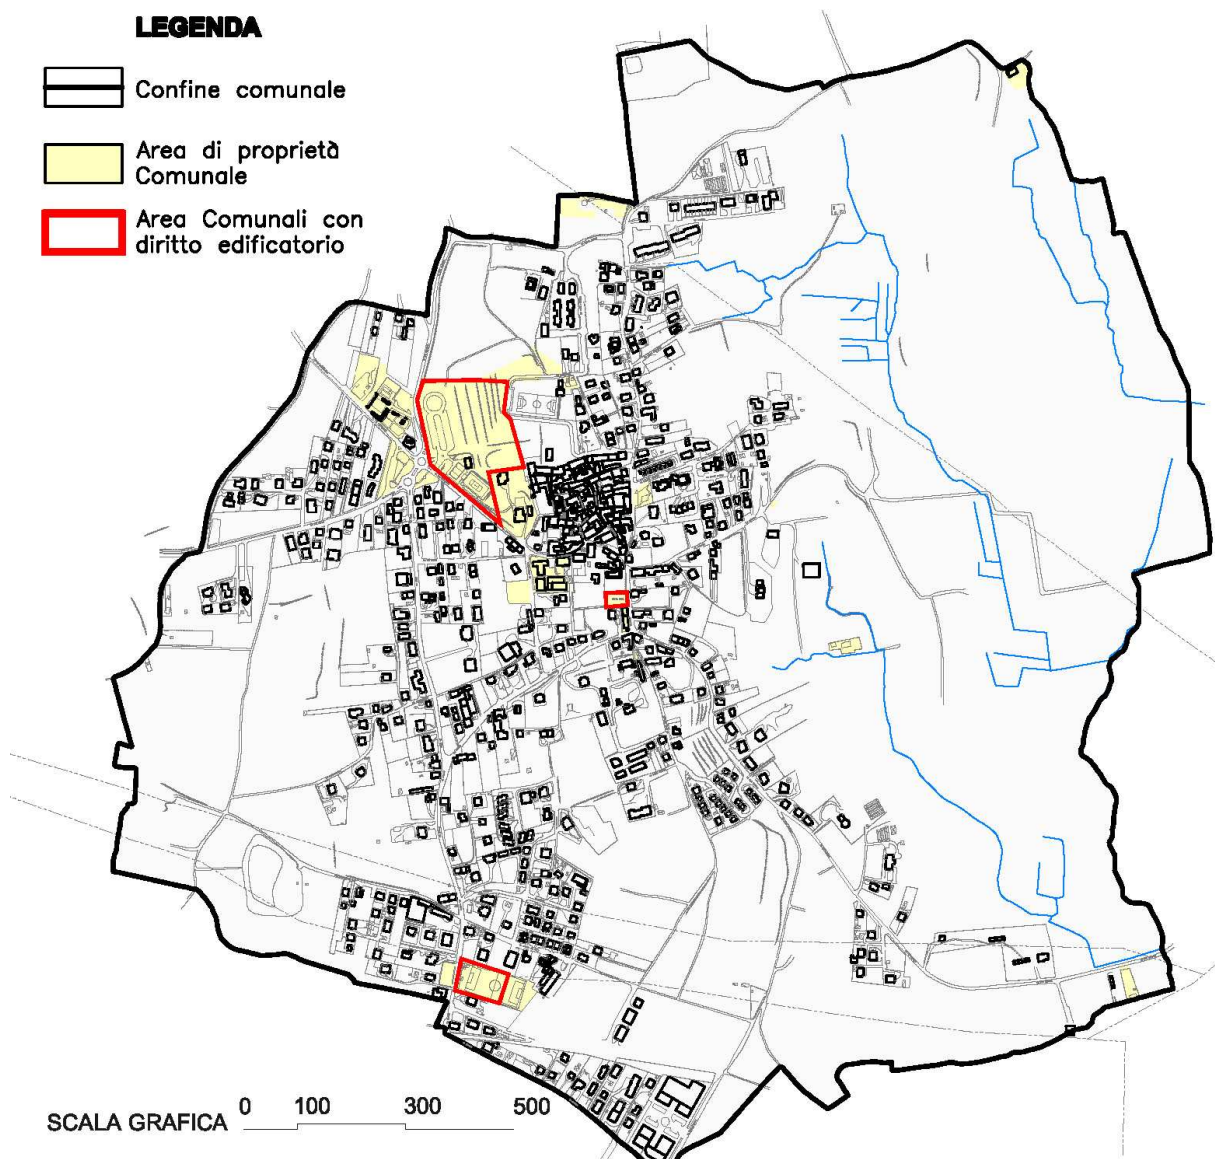 LEGENDA
Confine comunale
Area di proprietà
Comunale
Area Comunali con
diritto edificatorio
SCALA GRAFICA
0 100 300 500